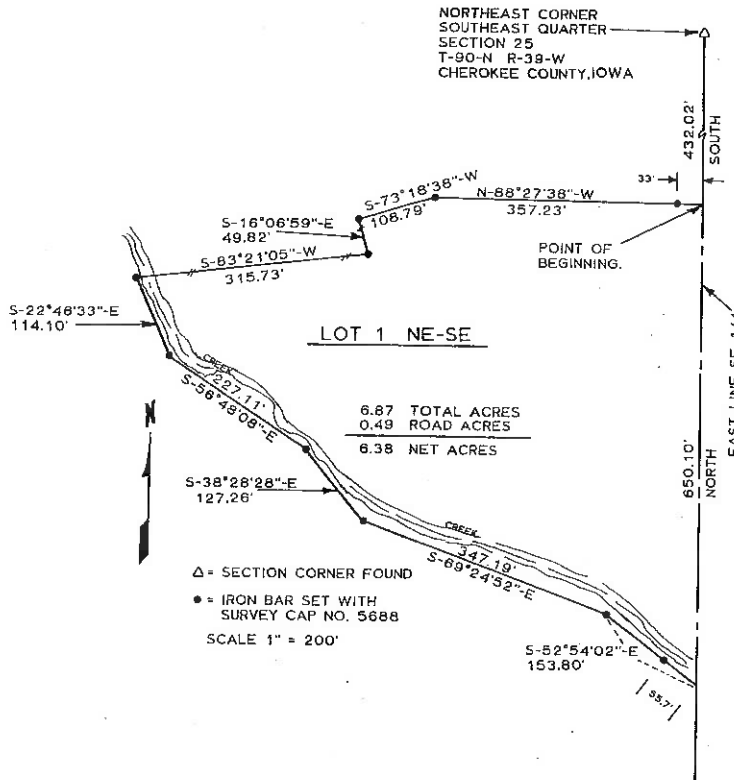 NORTHEAST CORNER
SOUTHEAST QUARTER
SECTION 25
T-90-N R-39-W
CHEROKEE COUNTY, IOWA
432.02'
SOUTH
33'
S-73°18'38"-W
108.79'
N-88°27'38"-W
357.23'
S-16°06'59"-E
49.82'
S-83°21'05"-W
315.73'
POINT OF
BEGINNING.
S-22°46'33"-E
114.10'
LOT 1 NE-SE
EAST LINE SE
CREEK
227.11'
S-56°48'08"-E
6.87 TOTAL ACRES
0.49 ROAD ACRES
6.38 NET ACRES
650.10'
NORTH
N
S-38°28'28"-E
127.26'
CREEK
347.19'
S-69°24'52"-E
△ = SECTION CORNER FOUND
● = IRON BAR SET WITH
SURVEY CAP NO. 5688
SCALE 1" = 200'
S-52°54'02"-E
153.80'
55.7'